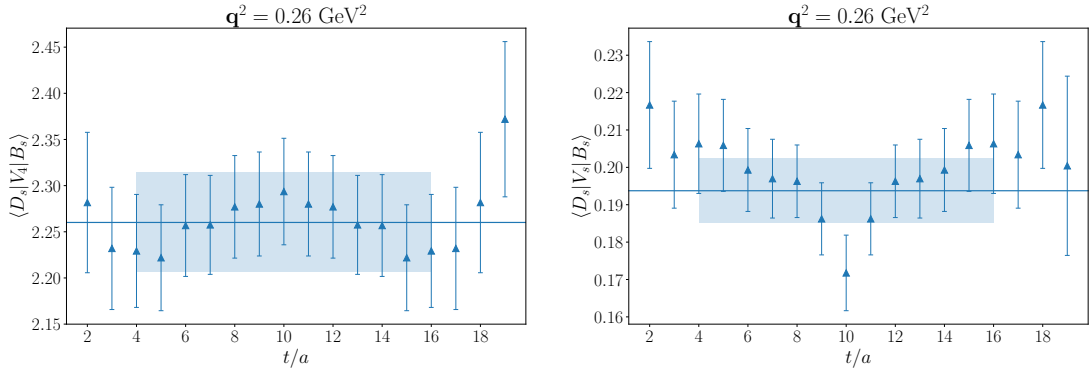 𝐪² = 0.26 GeV²
2.45
2.40
2.35
2.30
2.25
2.20
2.15
⟨D_s|V_4|B_s⟩
2 4 6 8 10 12 14 16 18
t/a
𝐪² = 0.26 GeV²
0.23
0.22
0.21
0.20
0.19
0.18
0.17
0.16
⟨D_s|V_s|B_s⟩
2 4 6 8 10 12 14 16 18
t/a